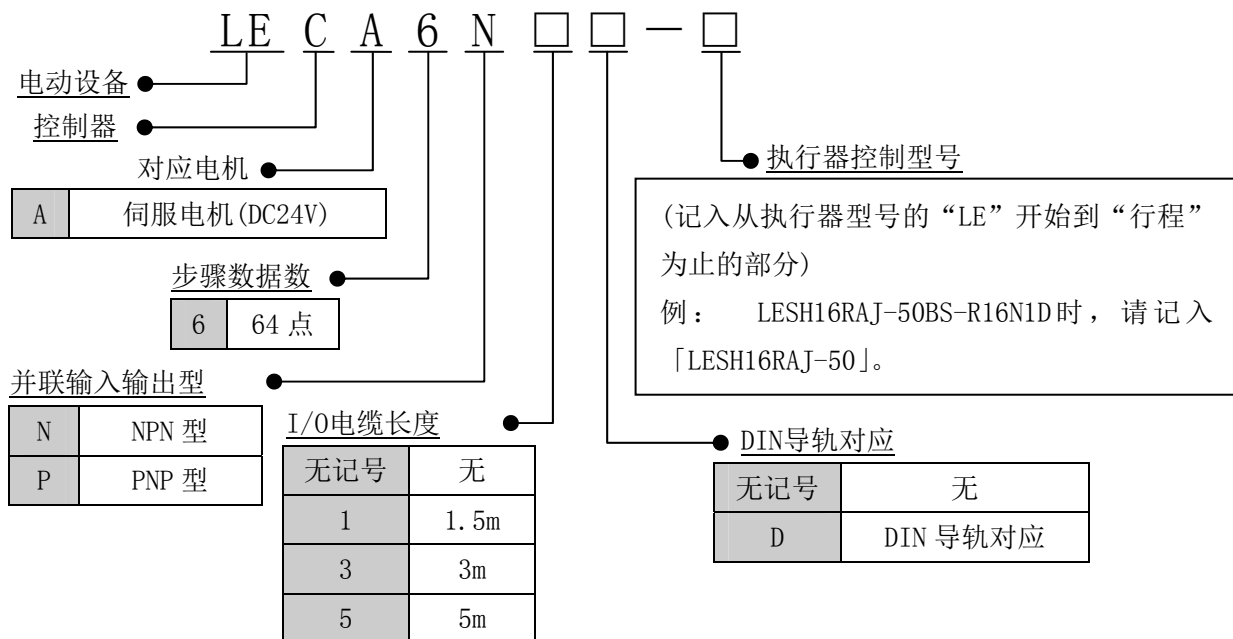 LE C A 6 N □ □ － □
电动设备
控制器
对应电机
A 伺服电机(DC24V)
步骤数据数
6 64 点
并联输入输出型
N NPN 型
P PNP 型
I/O电缆长度
无记号 无
1 1.5m
3 3m
5 5m
执行器控制型号
(记入从执行器型号的“LE”开始到“行程”
为止的部分)
例： LESH16RAJ-50BS-R16N1D时，请记入
「LESH16RAJ-50」。
DIN导轨对应
无记号 无
D DIN 导轨对应